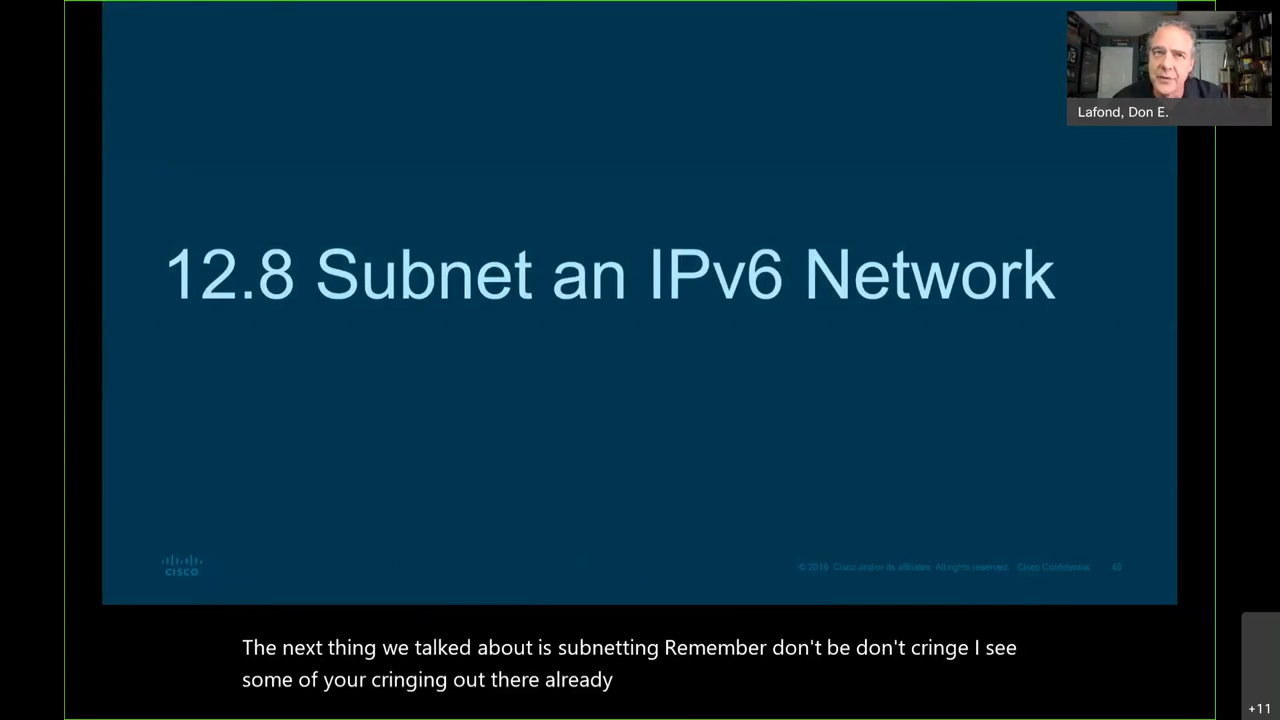 Lafond, Don E.
12.8 Subnet an IPv6 Network
CISCO
© 2016 Cisco and/or its affiliates. All rights reserved. Cisco Confidential
The next thing we talked about is subnetting Remember don't be don't cringe I see
some of your cringing out there already
+11